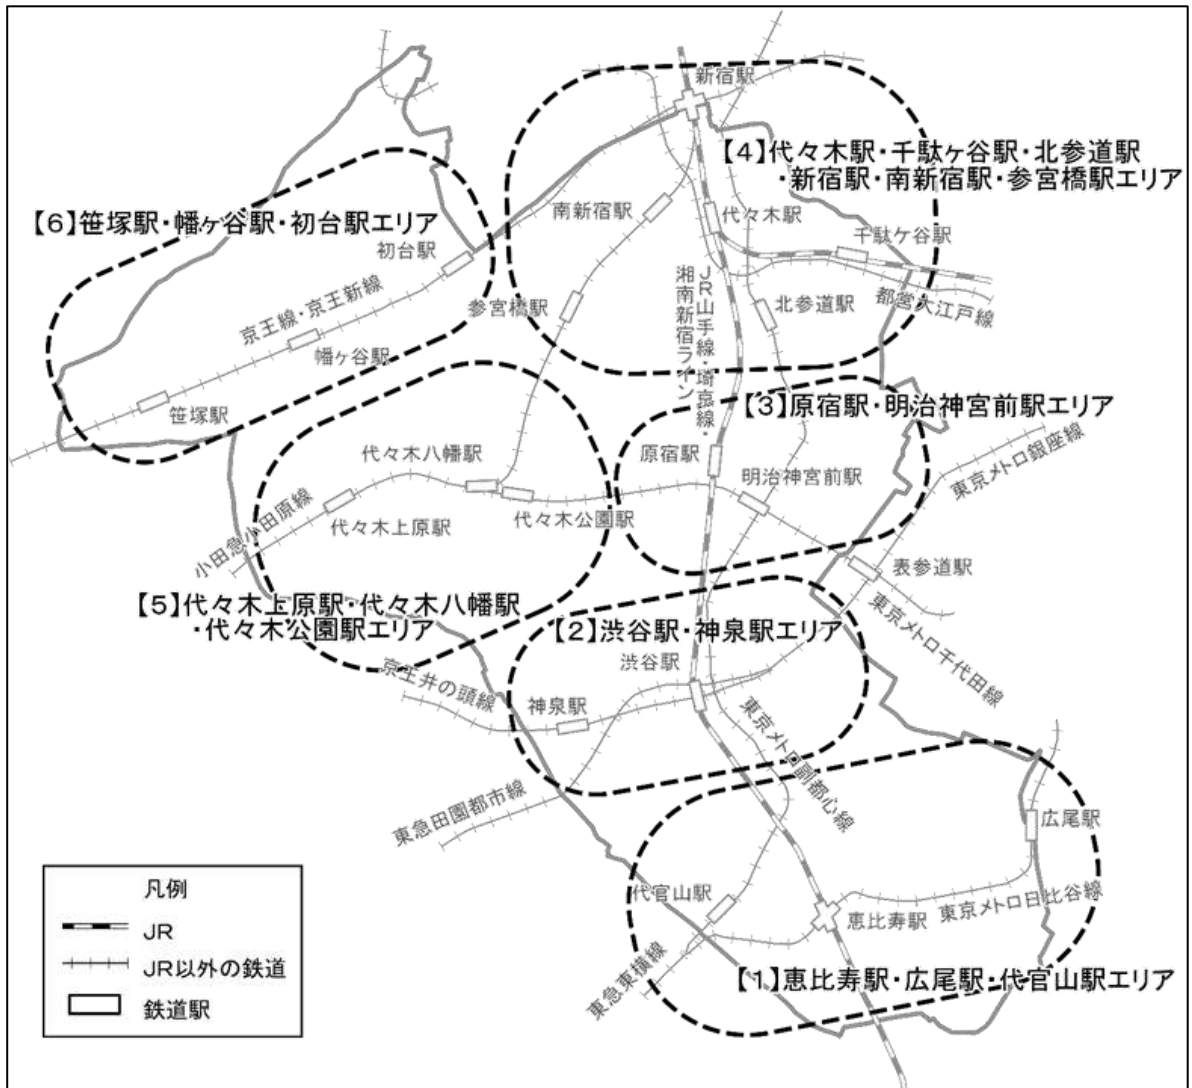 新宿駅
【4】代々木駅・千駄ヶ谷駅・北参道駅
・新宿駅・南新宿駅・参宮橋駅エリア
【6】笹塚駅・幡ヶ谷駅・初台駅エリア
南新宿駅
代々木駅
千駄ケ谷駅
初台駅
京王線・京王新線
参宮橋駅
JR山手線・埼京線・
湘南新宿ライン
北参道駅
都営大江戸線
幡ヶ谷駅
笹塚駅
【3】原宿駅・明治神宮前駅エリア
代々木八幡駅
原宿駅
明治神宮前駅
東京メトロ銀座線
小田急小田原線
代々木上原駅
代々木公園駅
表参道駅
【5】代々木上原駅・代々木八幡駅
・代々木公園駅エリア
【2】渋谷駅・神泉駅エリア
東京メトロ千代田線
渋谷駅
京王井の頭線
神泉駅
東京メトロ副都心線
東急田園都市線
広尾駅
代官山駅
恵比寿駅
東京メトロ日比谷線
東急東横線
【1】恵比寿駅・広尾駅・代官山駅エリア
凡例
JR
JR以外の鉄道
鉄道駅